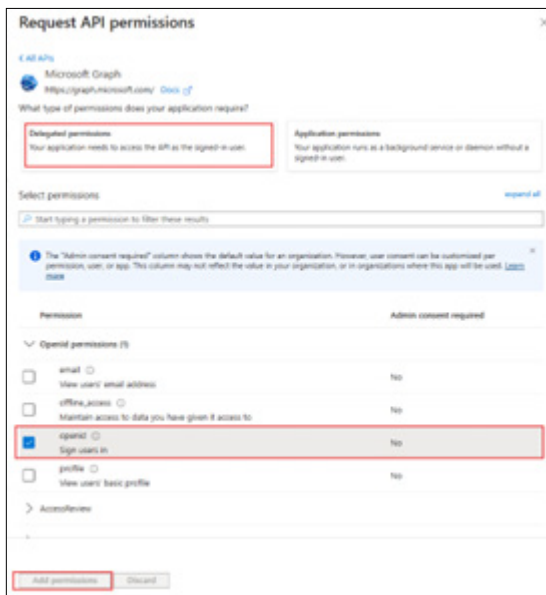 Request API permissions
All APIs
Microsoft Graph
https://graph.microsoft.com/ Docs
What type of permissions does your application require?
Delegated permissions
Your application needs to access the API as the signed-in user.
Application permissions
Your application runs as a background service or daemon without a
signed-in user.
Select permissions
expand all
Start typing a permission to filter these results
The "Admin consent required" column shows the default value for an organization. However, user consent can be customized per
permission, user, or app. This column may not reflect the value in your organization, or in organizations where this app will be used. Learn
more
Permission
Admin consent required
Openid permissions (1)
email
View users' email address
No
offline_access
Maintain access to data you have given it access to
No
openid
Sign users in
No
profile
View users' basic profile
No
AccessReview
Add permissions
Discard